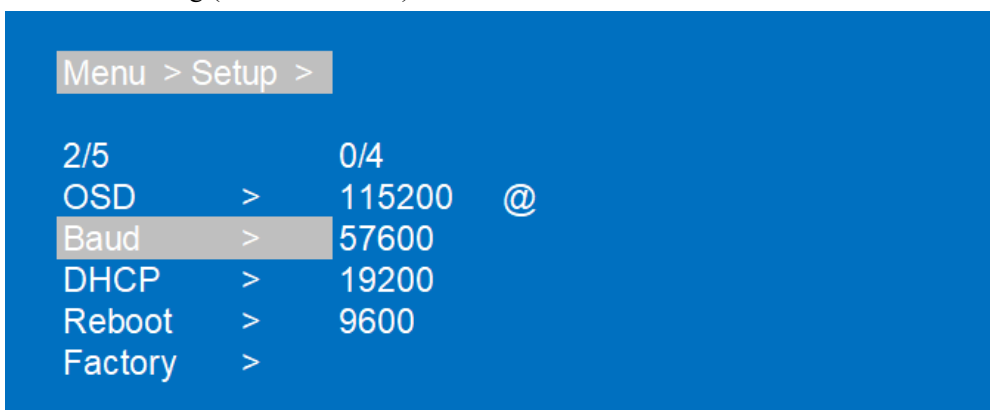 Menu > Setup >
2/5 0/4
OSD > 115200 @
Baud > 57600
DHCP > 19200
Reboot > 9600
Factory >